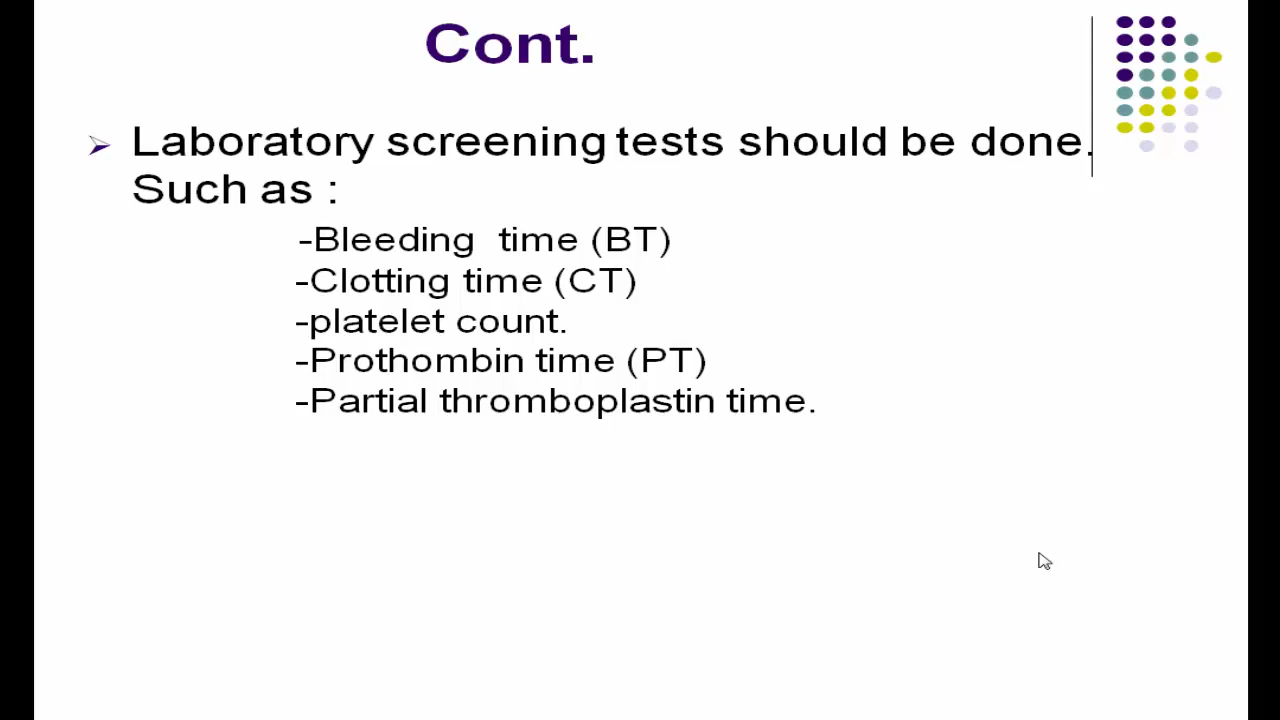 Cont.
Laboratory screening tests should be done.
Such as :
-Bleeding time (BT)
-Clotting time (CT)
-platelet count.
-Prothombin time (PT)
-Partial thromboplastin time.